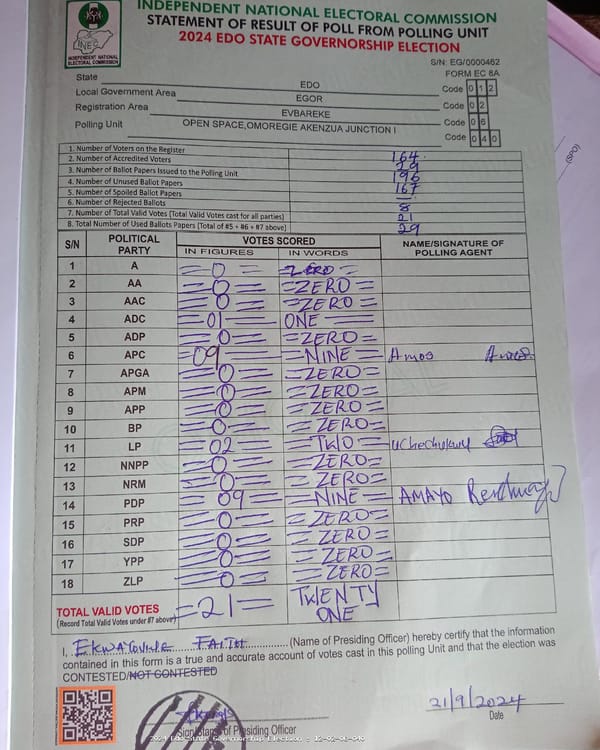 INDEPENDENT NATIONAL ELECTORAL COMMISSION
STATEMENT OF RESULT OF POLL FROM POLLING UNIT
2024 EDO STATE GOVERNORSHIP ELECTION
INEC
INDEPENDENT NATIONAL
ELECTORAL COMMISSION
S/N: EG/0000462
FORM EC 8A
State EDO Code 0 1 2
Local Government Area EGOR Code 0 2
Registration Area EVBAREKE Code 0 6
Polling Unit OPEN SPACE,OMOREGIE AKENZUA JUNCTION I Code 0 4 0
(SPO)
1. Number of Voters on the Register 164
2. Number of Accredited Voters 29
3. Number of Ballot Papers Issued to the Polling Unit 196
4. Number of Unused Ballot Papers 167
5. Number of Spoiled Ballot Papers —
6. Number of Rejected Ballots 8
7. Number of Total Valid Votes (Total Valid Votes cast for all parties) 21
8. Total Number of Used Ballots Papers (Total of #5 + #6 + #7 above) 29
S/N POLITICAL PARTY VOTES SCORED NAME/SIGNATURE OF POLLING AGENT
IN FIGURES IN WORDS
1 A =0= =ZERO=
2 AA =0= =ZERO=
3 AAC =0= =ZERO=
4 ADC =01= ONE =
5 ADP =0= =ZERO=
6 APC =09= =NINE= Amos Amos
7 APGA =0= =ZERO=
8 APM =0= =ZERO=
9 APP =0= =ZERO=
10 BP =0= =ZERO=
11 LP =02= =TWO= Uchechukwu
12 NNPP =0= =ZERO=
13 NRM =0= =ZERO=
14 PDP =09= =NINE= AMAYO
15 PRP =0= =ZERO=
16 SDP =0= =ZERO=
17 YPP =0= =ZERO=
18 ZLP =0= =ZERO=
TOTAL VALID VOTES =21= TWENTY ONE
(Record Total Valid Votes under #7 above)
I, FAITH (Name of Presiding Officer) hereby certify that the information
contained in this form is a true and accurate account of votes cast in this polling Unit and that the election was
CONTESTED/NOT CONTESTED
21/9/2024
Sign/Stamp of Presiding Officer Date
2024 Edo State Governorship Election : 12-02-06-040